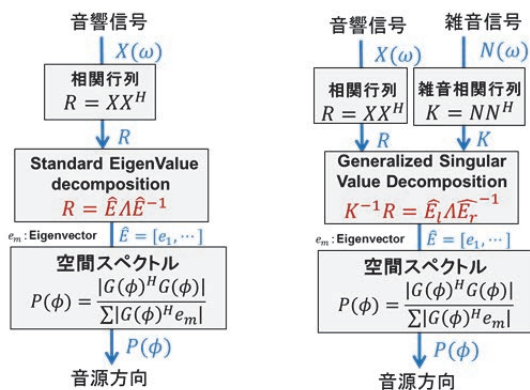 音響信号
X(ω)
相関行列
R = XX^H
R
Standard EigenValue
decomposition
R = ÊΛÊ^{-1}
e_m : Eigenvector
Ê = [e_1, ⋯]
空間スペクトル
P(φ) = |G(φ)^H G(φ)| / ∑|G(φ)^H e_m|
P(φ)
音源方向
音響信号
雑音信号
X(ω)
N(ω)
相関行列
R = XX^H
雑音相関行列
K = NN^H
R
K
Generalized Singular
Value Decomposition
K^{-1}R = Ê_l Λ Ê_r^{-1}
e_m : Eigenvector
Ê = [e_1, ⋯]
空間スペクトル
P(φ) = |G(φ)^H G(φ)| / ∑|G(φ)^H e_m|
P(φ)
音源方向